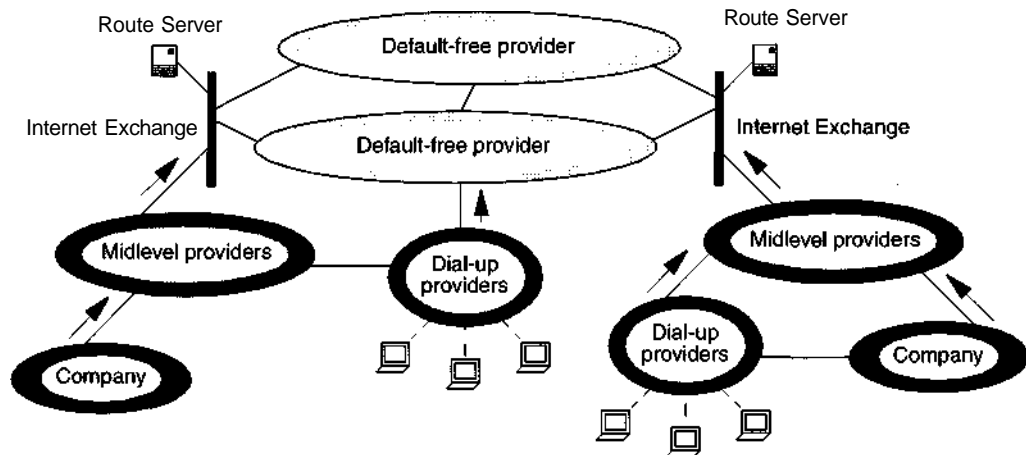 Route Server
Route Server
Default-free provider
Internet Exchange
Internet Exchange
Default-free provider
Midlevel providers
Midlevel providers
Dial-up
providers
Dial-up
providers
Company
Company